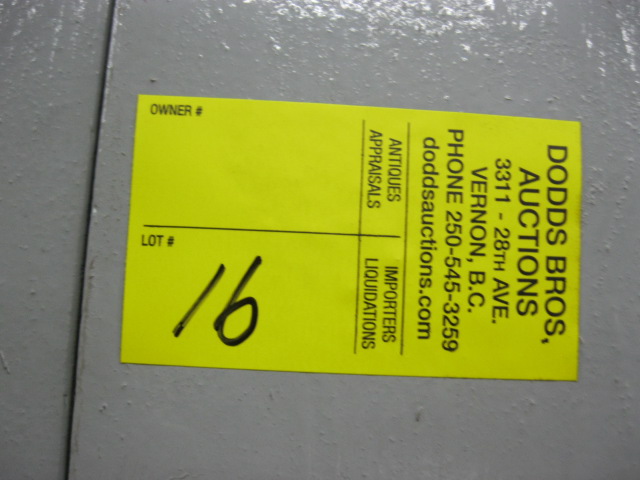 DODDS BROS,
AUCTIONS
3311 - 28TH AVE.
VERNON, B.C.
PHONE 250-545-3259
doddsauctions.com
ANTIQUES IMPORTERS
APPRAISALS LIQUIDATIONS
OWNER # LOT #
16